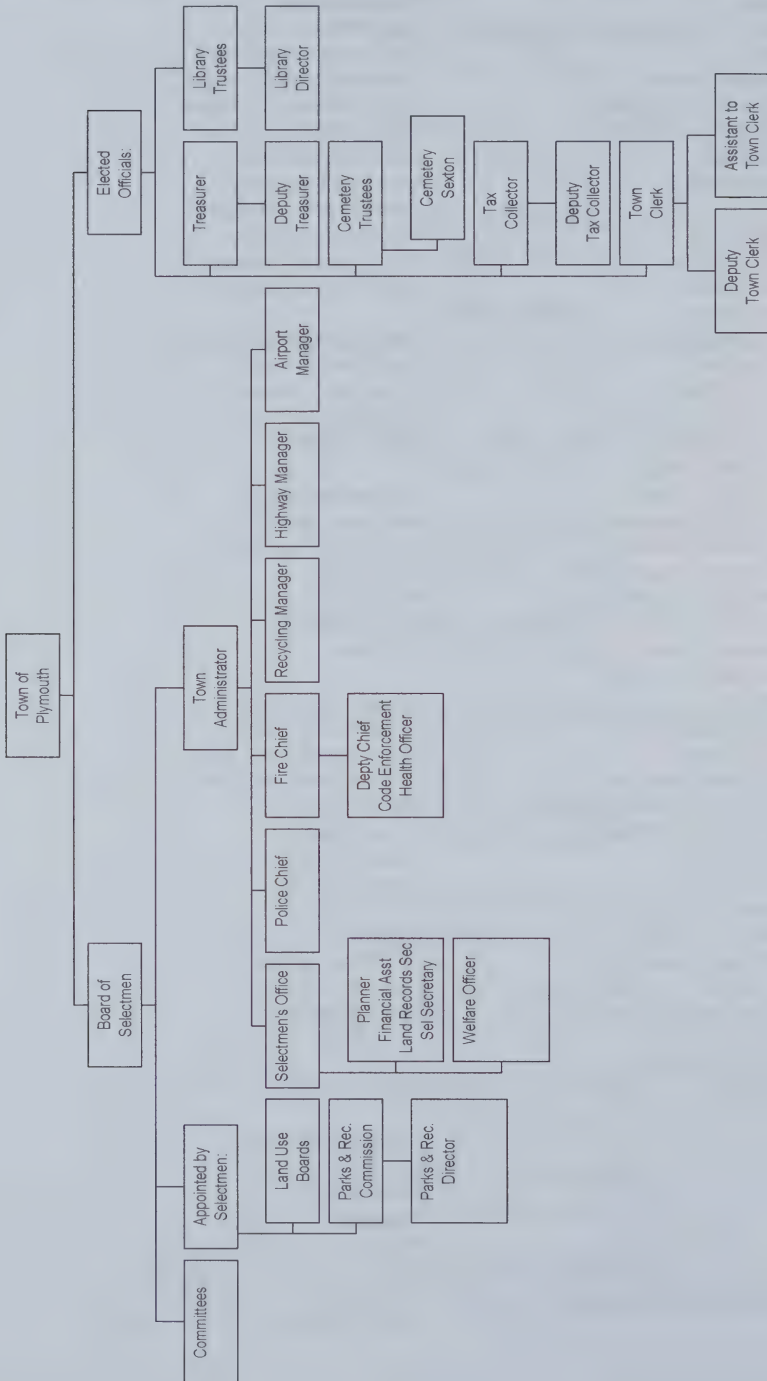 Town of
Plymouth
Board of
Selectmen
Elected
Officials:
Committees
Appointed by
Selectmen:
Town
Administrator
Treasurer
Library
Trustees
Land Use
Boards
Selectmen's Office
Police Chief
Fire Chief
Recycling Manager
Highway Manager
Airport
Manager
Deputy
Treasurer
Library
Director
Parks & Rec.
Commission
Planner
Financial Asst
Land Records Sec
Sel Secretary
Depty Chief
Code Enforcement
Health Officer
Cemetery
Trustees
Parks & Rec.
Director
Welfare Officer
Cemetery
Sexton
Tax
Collector
Deputy
Tax Collector
Town
Clerk
Deputy
Town Clerk
Assistant to
Town Clerk